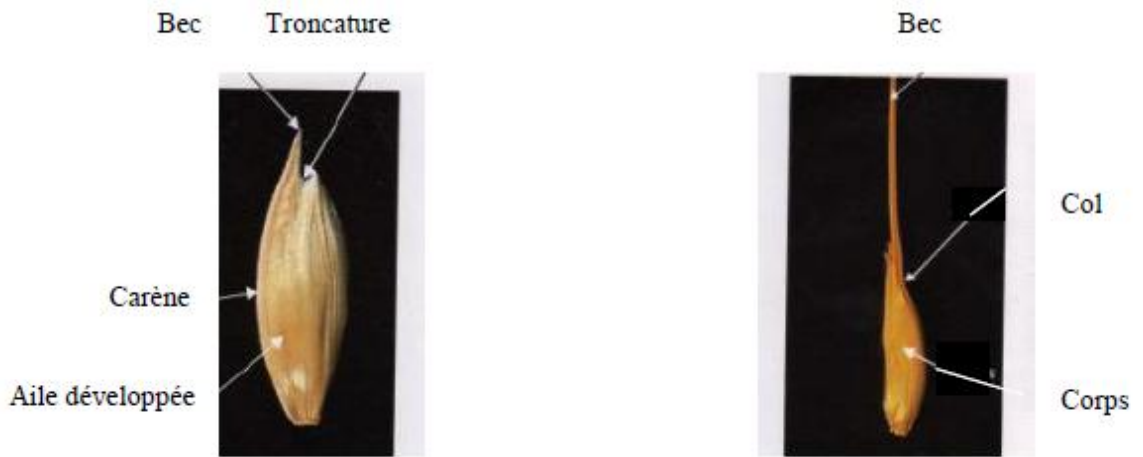 Bec Troncature
Bec
Col
Carène
Aile développée
Corps